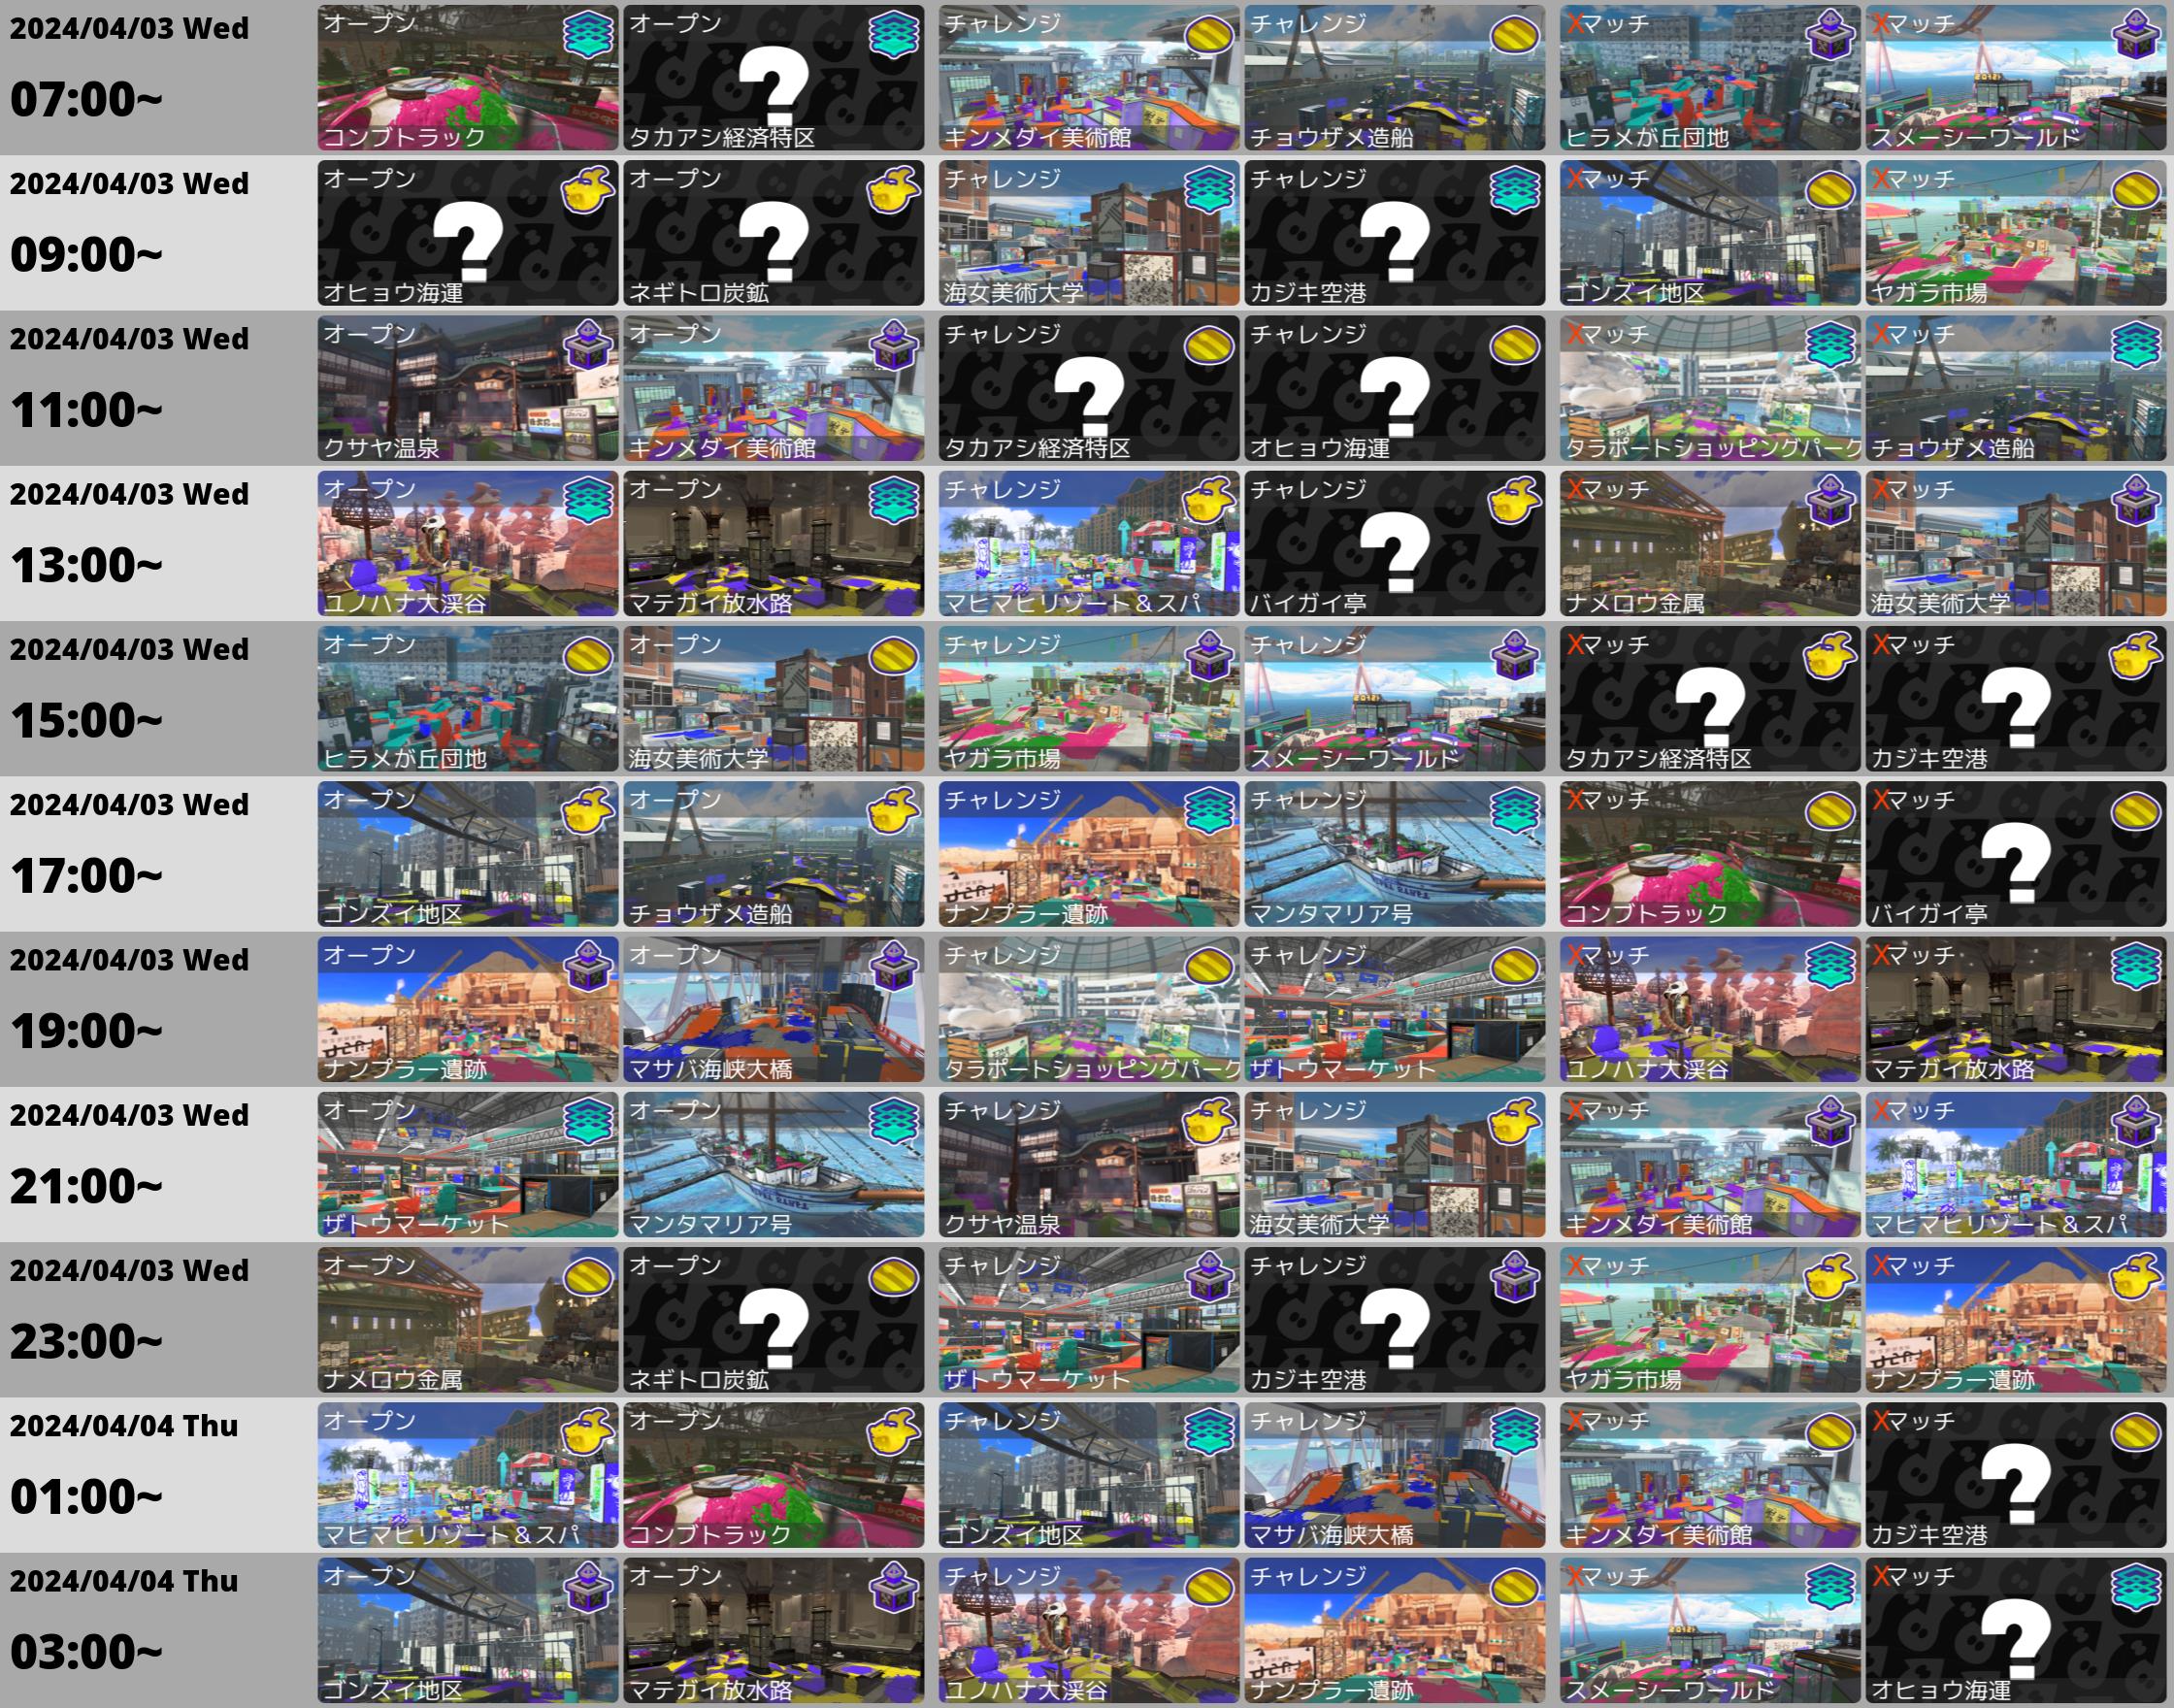 2024/04/03 Wed
07:00~
オープン
コンブトラック
オープン
タカアシ経済特区
チャレンジ
キンメダイ美術館
チャレンジ
チョウザメ造船
Xマッチ
ヒラメが丘団地
Xマッチ
スメーシーワールド
2024/04/03 Wed
09:00~
オープン
オヒョウ海運
オープン
ネギトロ炭鉱
チャレンジ
海女美術大学
チャレンジ
カジキ空港
Xマッチ
ゴンズイ地区
Xマッチ
ヤガラ市場
2024/04/03 Wed
11:00~
オープン
クサヤ温泉
オープン
キンメダイ美術館
チャレンジ
タカアシ経済特区
チャレンジ
オヒョウ海運
Xマッチ
タラポートショッピングパーク
Xマッチ
チョウザメ造船
2024/04/03 Wed
13:00~
オープン
ユノハナ大渓谷
オープン
マテガイ放水路
チャレンジ
マヒマヒリゾート&スパ
チャレンジ
バイガイ亭
Xマッチ
ナメロウ金属
Xマッチ
海女美術大学
2024/04/03 Wed
15:00~
オープン
ヒラメが丘団地
オープン
海女美術大学
チャレンジ
ヤガラ市場
チャレンジ
スメーシーワールド
Xマッチ
タカアシ経済特区
Xマッチ
カジキ空港
2024/04/03 Wed
17:00~
オープン
ゴンズイ地区
オープン
チョウザメ造船
チャレンジ
ナンプラー遺跡
チャレンジ
マンタマリア号
Xマッチ
コンブトラック
Xマッチ
バイガイ亭
2024/04/03 Wed
19:00~
オープン
ナンプラー遺跡
オープン
マサバ海峡大橋
チャレンジ
タラポートショッピングパーク
チャレンジ
ザトウマーケット
Xマッチ
ユノハナ大渓谷
Xマッチ
マテガイ放水路
2024/04/03 Wed
21:00~
オープン
ザトウマーケット
オープン
マンタマリア号
チャレンジ
クサヤ温泉
チャレンジ
海女美術大学
Xマッチ
キンメダイ美術館
Xマッチ
マヒマヒリゾート&スパ
2024/04/03 Wed
23:00~
オープン
ナメロウ金属
オープン
ネギトロ炭鉱
チャレンジ
ザトウマーケット
チャレンジ
カジキ空港
Xマッチ
ヤガラ市場
Xマッチ
ナンプラー遺跡
2024/04/04 Thu
01:00~
オープン
マヒマヒリゾート&スパ
オープン
コンブトラック
チャレンジ
ゴンズイ地区
チャレンジ
マサバ海峡大橋
Xマッチ
キンメダイ美術館
Xマッチ
カジキ空港
2024/04/04 Thu
03:00~
オープン
ゴンズイ地区
オープン
マテガイ放水路
チャレンジ
ユノハナ大渓谷
チャレンジ
ナンプラー遺跡
Xマッチ
スメーシーワールド
Xマッチ
オヒョウ海運